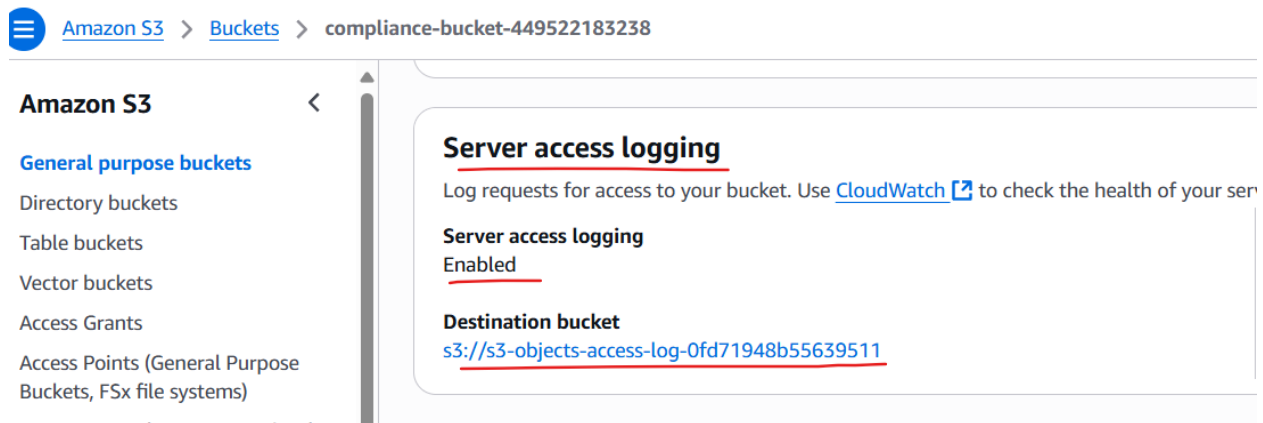 Amazon S3 > Buckets > compliance-bucket-449522183238
Amazon S3
General purpose buckets
Directory buckets
Table buckets
Vector buckets
Access Grants
Access Points (General Purpose
Buckets, FSx file systems)
Server access logging
Log requests for access to your bucket. Use CloudWatch to check the health of your
Server access logging
Enabled
Destination bucket
s3://s3-objects-access-log-0fd71948b55639511